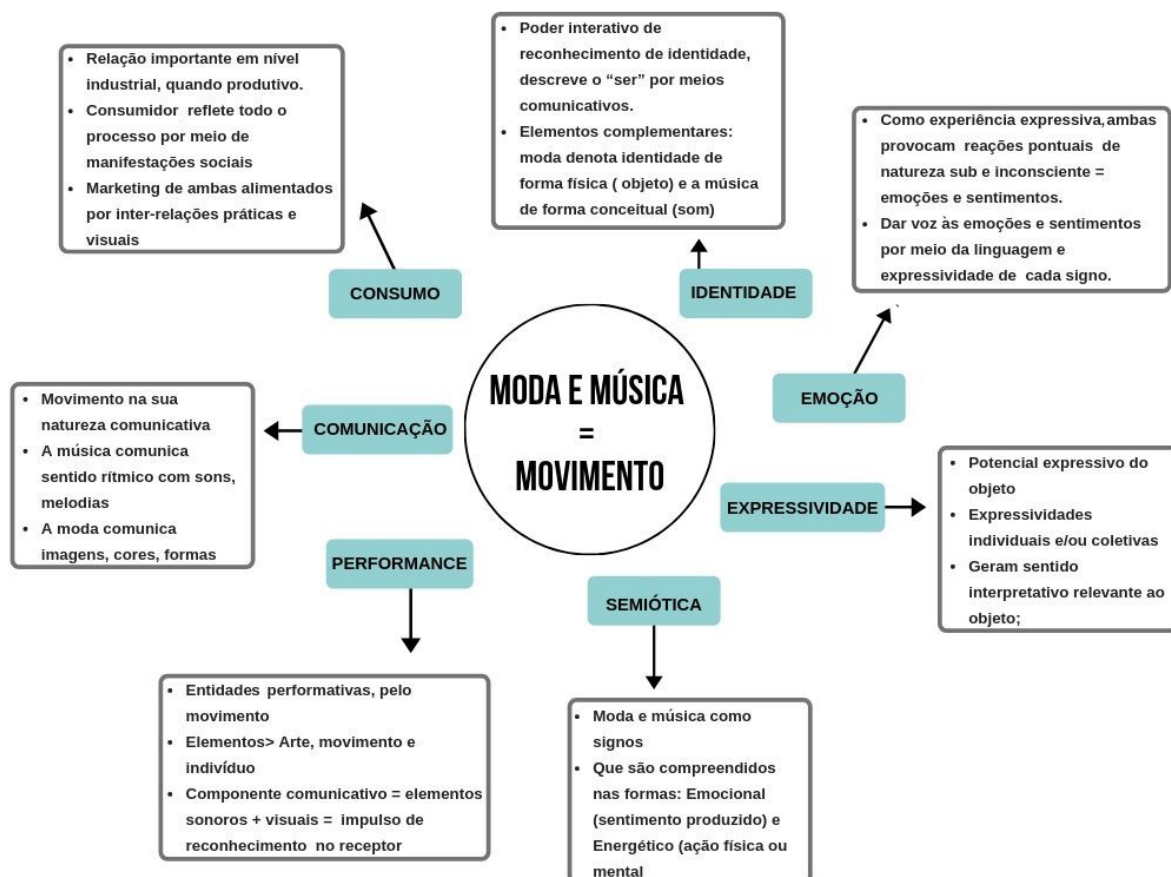 • Relação importante em nível
industrial, quando produtivo.
• Consumidor reflete todo o
processo por meio de
manifestações sociais
• Marketing de ambas alimentados
por inter-relações práticas e
visuais
CONSUMO
• Poder interativo de
reconhecimento de identidade,
descreve o “ser” por meios
comunicativos.
• Elementos complementares:
moda denota identidade de
forma física ( objeto) e a música
de forma conceitual (som)
IDENTIDADE
• Como experiência expressiva,ambas
provocam reações pontuais de
natureza sub e inconsciente =
emoções e sentimentos.
• Dar voz às emoções e sentimentos
por meio da linguagem e
expressividade de cada signo.
EMOÇÃO
MODA E MÚSICA
=
MOVIMENTO
• Movimento na sua
natureza comunicativa
• A música comunica
sentido rítmico com sons,
melodias
• A moda comunica
imagens, cores, formas
COMUNICAÇÃO
EXPRESSIVIDADE
• Potencial expressivo do
objeto
• Expressividades
individuais e/ou coletivas
• Geram sentido
interpretativo relevante ao
objeto;
PERFORMANCE
• Entidades performativas, pelo
movimento
• Elementos> Arte, movimento e
indivíduo
• Componente comunicativo = elementos
sonoros + visuais = impulso de
reconhecimento no receptor
SEMIÓTICA
• Moda e música como
signos
• Que são compreendidos
nas formas: Emocional
(sentimento produzido) e
Energético (ação física ou
mental